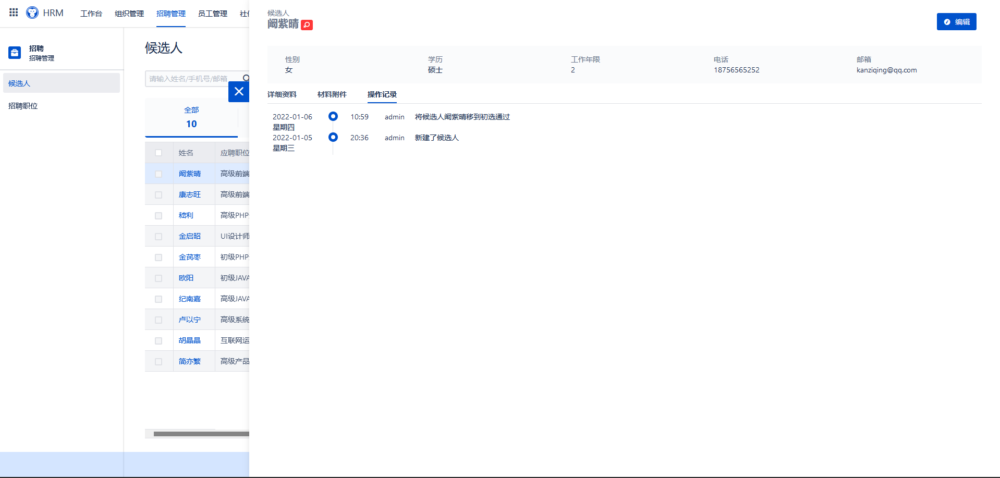 HRM
工作台
组织管理
招聘管理
员工管理
招聘
招聘管理
候选人
招聘职位
候选人
请输入姓名/手机号/邮箱
全部
10
姓名
应聘职位
阚紫晴
高级前端
康志旺
高级前端
嵇利
高级PHP
金启昭
UI设计师
金芪枣
初级PHP
欧阳
初级JAVA
纪南嘉
高级JAVA
卢以宁
高级系统
胡晶晶
互联网运
简亦繁
高级产品
候选人
阚紫晴
编辑
性别
女
学历
硕士
工作年限
2
电话
18756565252
邮箱
kanziqing@qq.com
详细资料
材料附件
操作记录
2022-01-06
星期四
10:59
admin
将候选人阚紫晴移到初选通过
2022-01-05
星期三
20:36
admin
新建了候选人